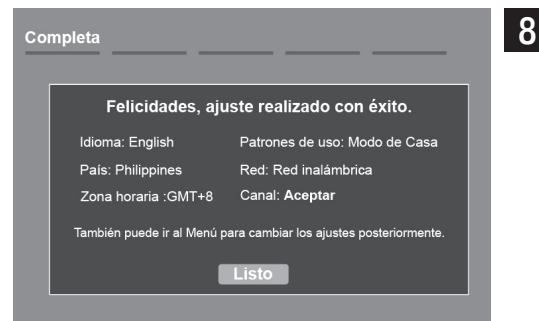 Completa
8
Felicidades, ajuste realizado con éxito.
Idioma: English
Patrones de uso: Modo de Casa
País: Philippines
Red: Red inalámbrica
Zona horaria :GMT+8
Canal: Aceptar
También puede ir al Menú para cambiar los ajustes posteriormente.
Listo